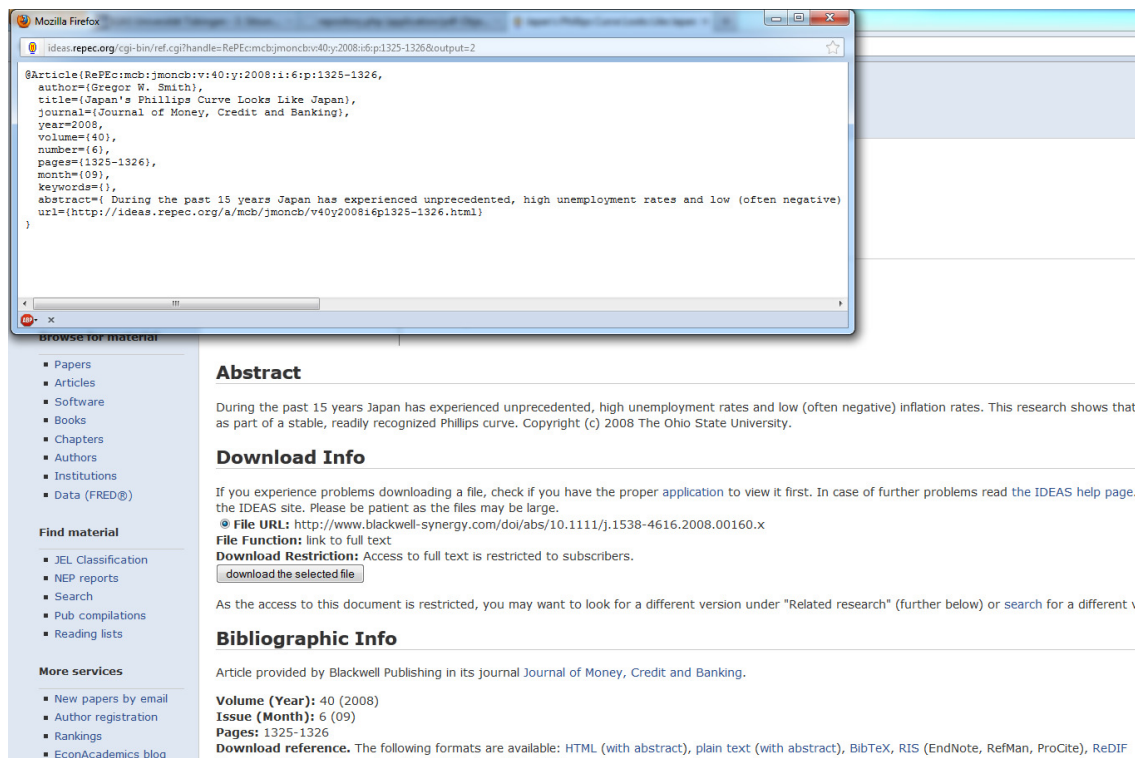 Mozilla Firefox
ideas.repec.org/cgi-bin/ref.cgi?handle=RePEc:mcb:jmoncb:v:40:y:2008:i:6:p:1325-1326&output=2
@Article{RePEc:mcb:jmoncb:v:40:y:2008:i:6:p:1325-1326,
author={Gregor W. Smith},
title={Japan's Phillips Curve Looks Like Japan},
journal={Journal of Money, Credit and Banking},
year=2008,
volume={40},
number={6},
pages={1325-1326},
month={09},
keywords={},
abstract={ During the past 15 years Japan has experienced unprecedented, high unemployment rates and low (often negative)
url={http://ideas.repec.org/a/mcb/jmoncb/v40y2008i6p1325-1326.html}
}
ABP
Browse for material
Papers
Articles
Software
Books
Chapters
Authors
Institutions
Data (FRED®)
Find material
JEL Classification
NEP reports
Search
Pub compilations
Reading lists
More services
New papers by email
Author registration
Rankings
EconAcademics blog
Abstract
During the past 15 years Japan has experienced unprecedented, high unemployment rates and low (often negative) inflation rates. This research shows that
as part of a stable, readily recognized Phillips curve. Copyright (c) 2008 The Ohio State University.
Download Info
If you experience problems downloading a file, check if you have the proper application to view it first. In case of further problems read the IDEAS help page.
the IDEAS site. Please be patient as the files may be large.
File URL: http://www.blackwell-synergy.com/doi/abs/10.1111/j.1538-4616.2008.00160.x
File Function: link to full text
Download Restriction: Access to full text is restricted to subscribers.
download the selected file
As the access to this document is restricted, you may want to look for a different version under "Related research" (further below) or search for a different
Bibliographic Info
Article provided by Blackwell Publishing in its journal Journal of Money, Credit and Banking.
Volume (Year): 40 (2008)
Issue (Month): 6 (09)
Pages: 1325-1326
Download reference. The following formats are available: HTML (with abstract), plain text (with abstract), BibTeX, RIS (EndNote, RefMan, ProCite), ReDIF